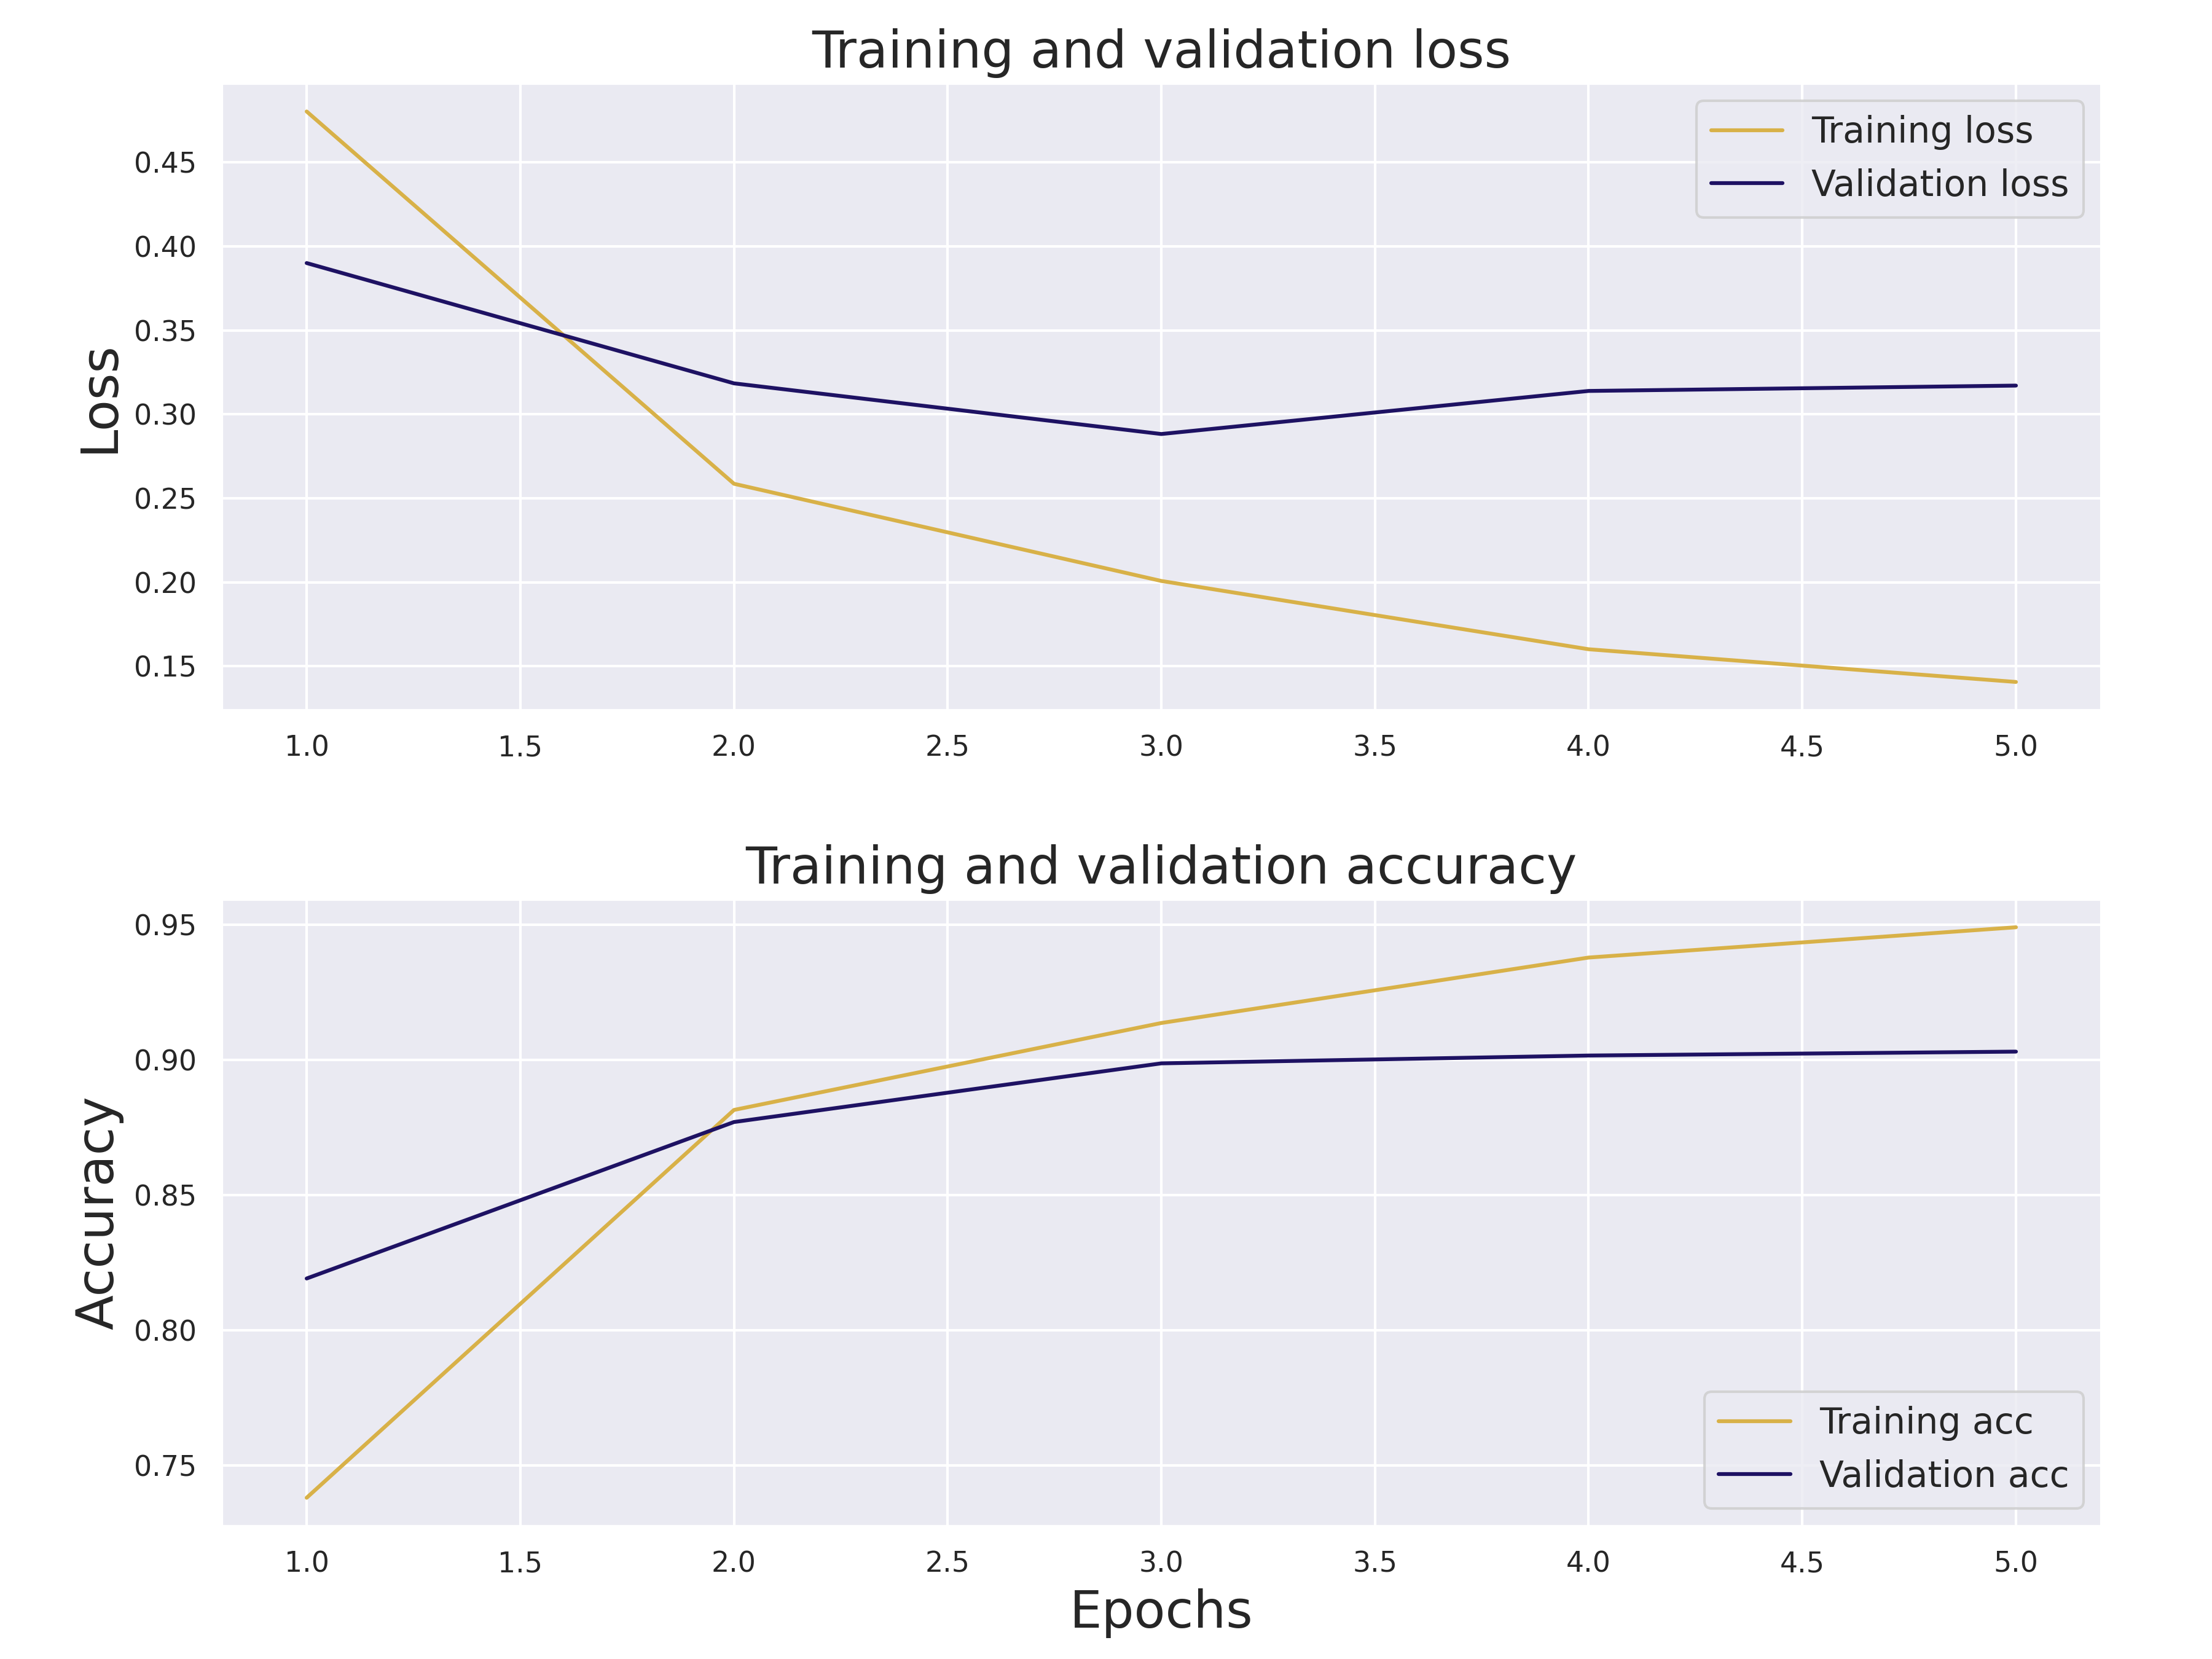 Training and validation loss
Training loss
Validation loss
Loss
0.45
0.40
0.35
0.30
0.25
0.20
0.15
1.0 1.5 2.0 2.5 3.0 3.5 4.0 4.5 5.0
Training and validation accuracy
Accuracy
0.95
0.90
0.85
0.80
0.75
Training acc
Validation acc
1.0 1.5 2.0 2.5 3.0 3.5 4.0 4.5 5.0
Epochs